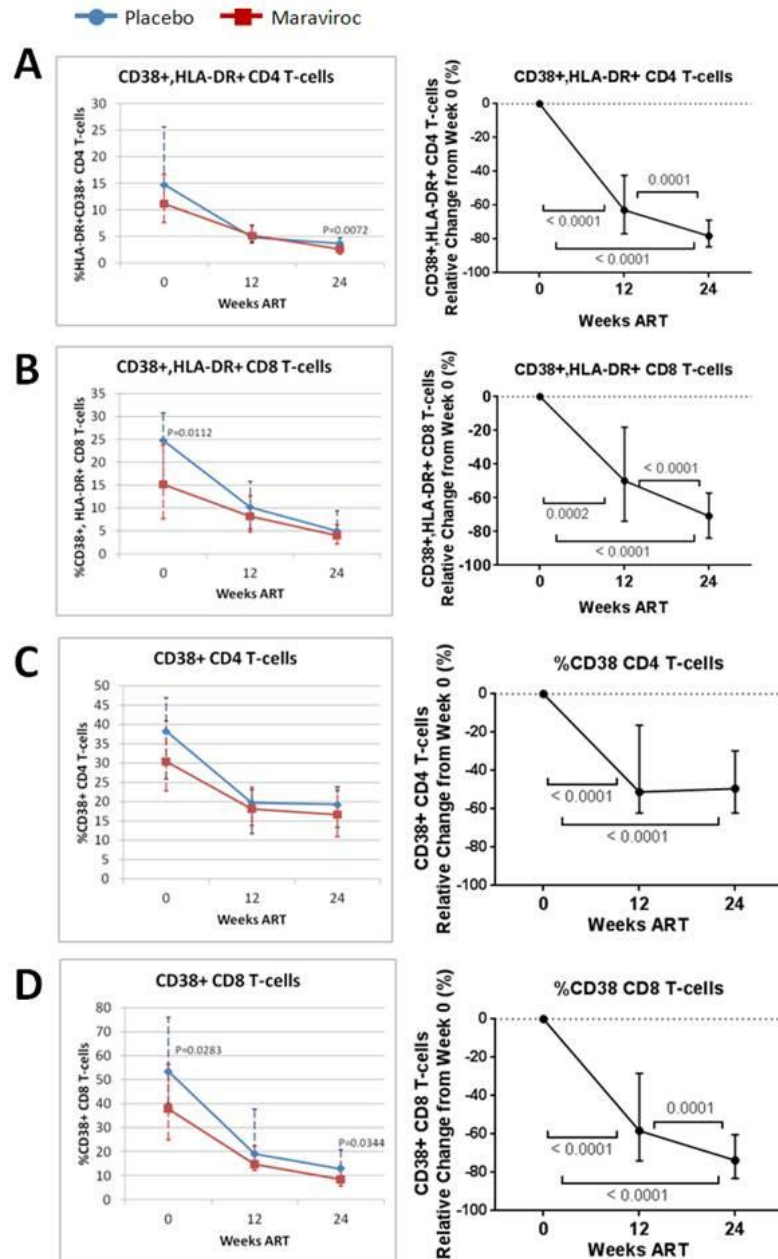 Placebo Maraviroc
A
CD38+,HLA-DR+ CD4 T-cells
%HLA-DR+CD38+ CD4 T-cells
30
25
20
15
10
5
0
P=0.0072
0 12 24
Weeks ART
CD38+,HLA-DR+ CD4 T-cells
CD38+,HLA-DR+ CD4 T-cells
Relative Change from Week 0 (%)
0
-20
-40
-60
-80
-100
0.0001
< 0.0001
< 0.0001
0 12 24
Weeks ART
B
CD38+,HLA-DR+ CD8 T-cells
%CD38+, HLA-DR+ CD8 T-cells
35
30
25
20
15
10
5
0
P=0.0112
0 12 24
Weeks ART
CD38+,HLA-DR+ CD8 T-cells
CD38+,HLA-DR+ CD8 T-cells
Relative Change from Week 0 (%)
0
-20
-40
-60
-80
-100
< 0.0001
0.0002
< 0.0001
0 12 24
Weeks ART
C
CD38+ CD4 T-cells
%CD38+ CD4 T-cells
50
45
40
35
30
25
20
15
10
5
0
0 12 24
Weeks ART
%CD38 CD4 T-cells
CD38+ CD4 T-cells
Relative Change from Week 0 (%)
0
-20
-40
-60
-80
-100
< 0.0001
< 0.0001
0 12 24
Weeks ART
D
CD38+ CD8 T-cells
%CD38+ CD8 T-cells
80
70
60
50
40
30
20
10
0
P=0.0283
P=0.0344
0 12 24
Weeks ART
%CD38 CD8 T-cells
CD38+ CD8 T-cells
Relative Change from Week 0 (%)
0
-20
-40
-60
-80
-100
0.0001
< 0.0001
< 0.0001
0 12 24
Weeks ART